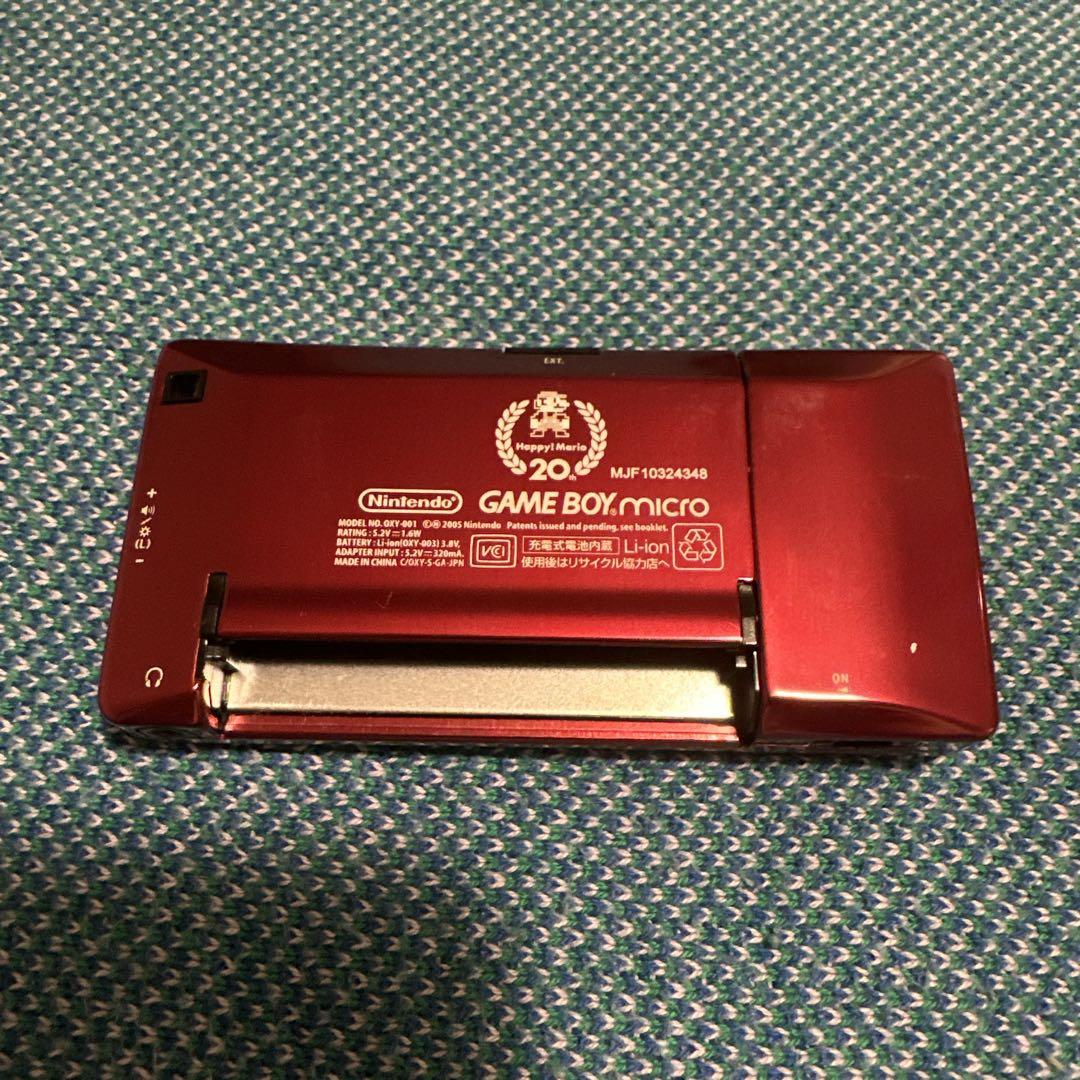 EXT.
Happy! Mario
20th
MJF10324348
Nintendo® GAME BOY® micro
MODEL NO. OXY-001 ©® 2005 Nintendo Patents issued and pending, see booklet.
RATING : 5.2V⎓1.6W
BATTERY : Li-ion(OXY-003) 3.8V,
ADAPTER INPUT : 5.2V⎓320mA.
MADE IN CHINA C/OXY-S-GA-JPN
VCI
充電式電池内蔵 Li-ion
使用後はリサイクル協力店へ
+
(L)
-
ON